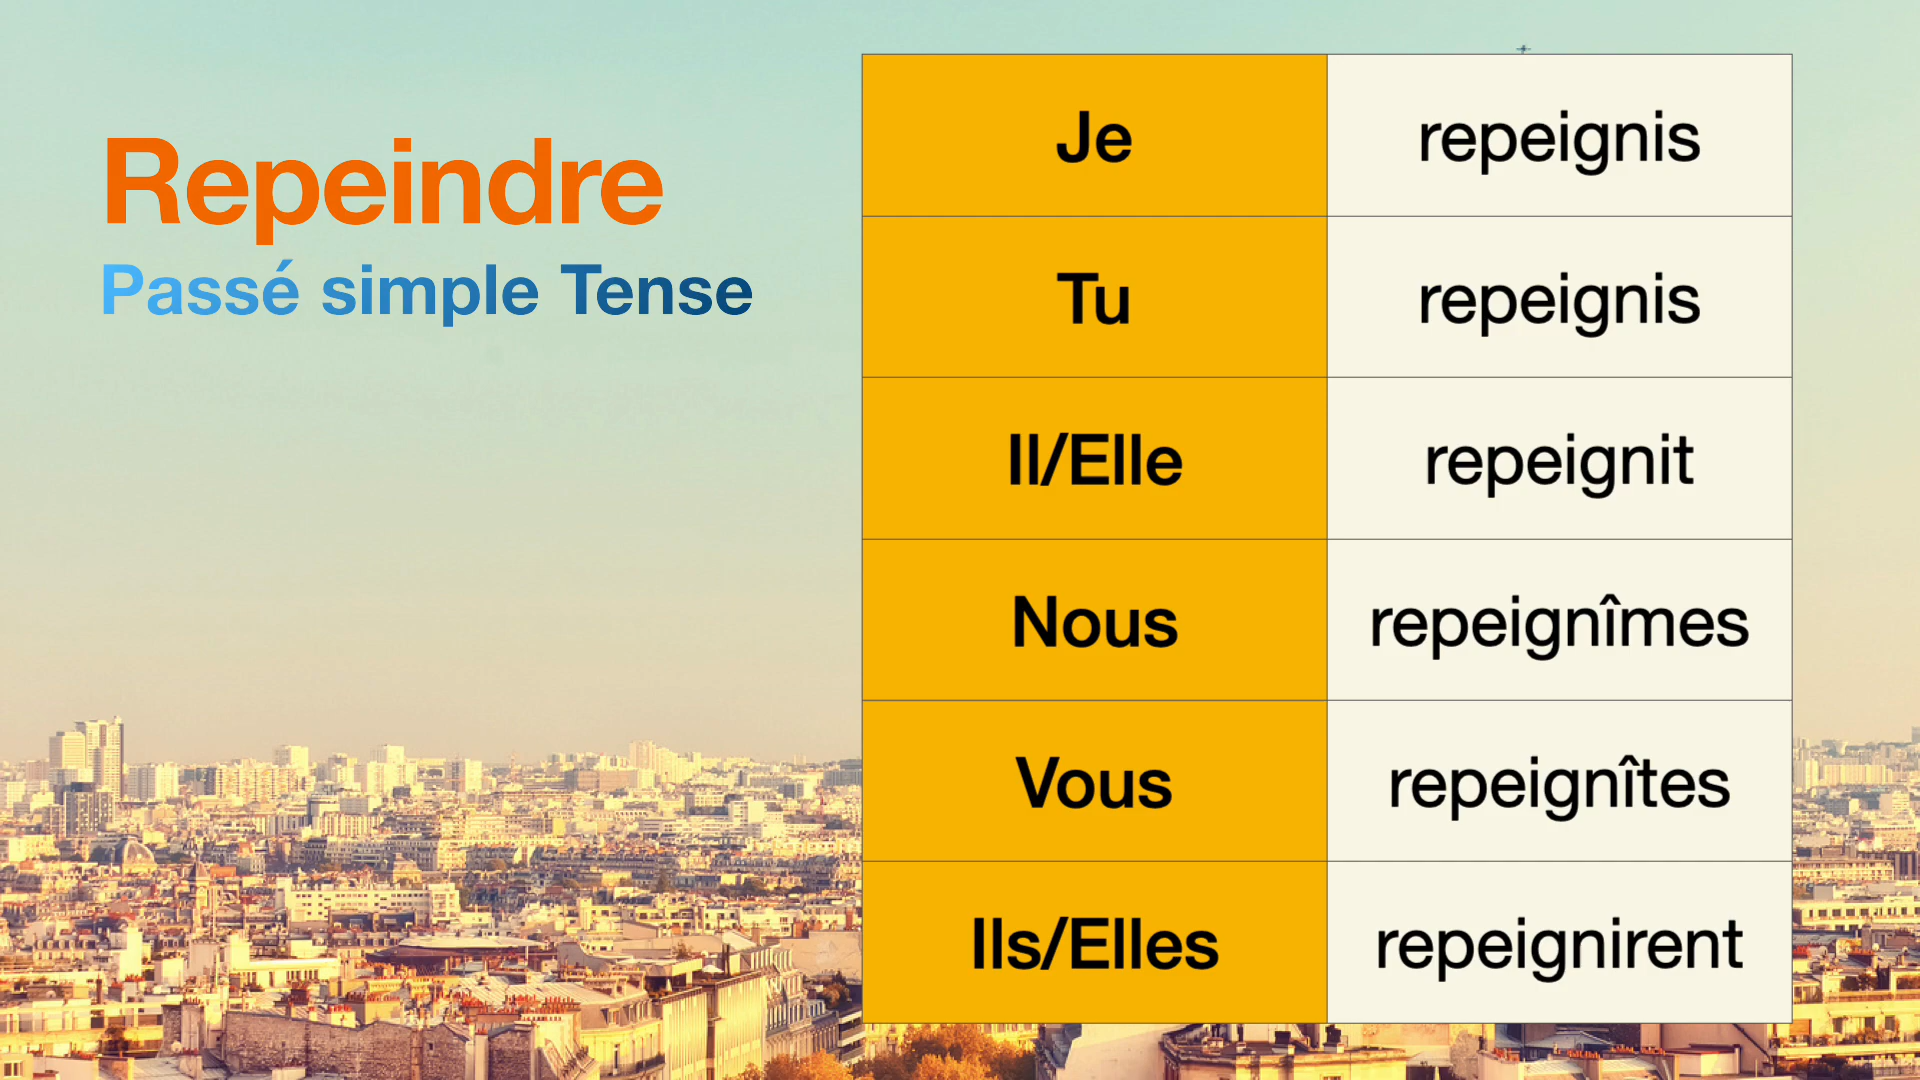 Repeindre
Passé simple Tense
Je repeignis
Tu repeignis
Il/Elle repeignit
Nous repeignîmes
Vous repeignîtes
Ils/Elles repeignirent